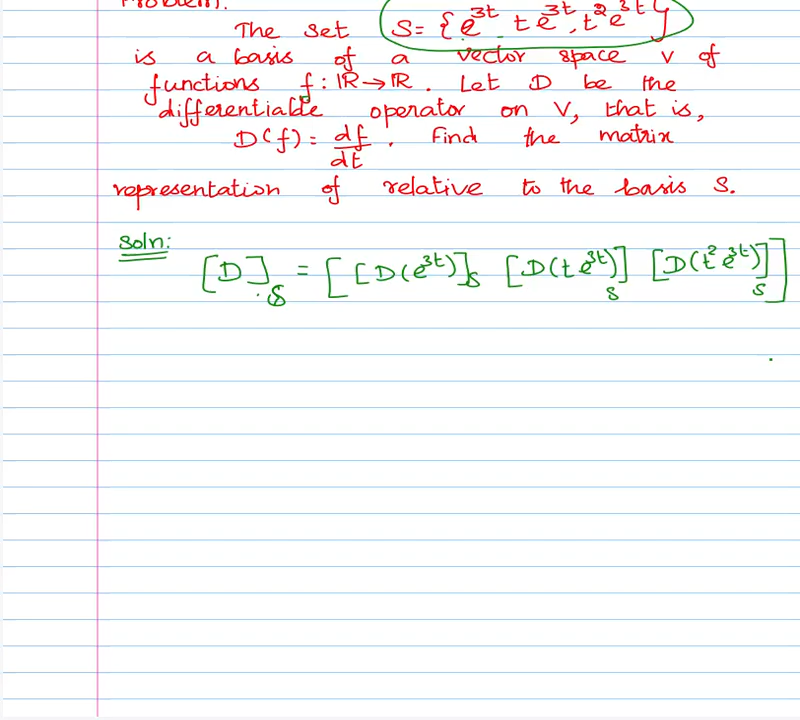 Problem:
The set S = {e^3t, te^3t, t^2e^3t}
is a basis of a vector space V of
functions f: ℝ→ℝ. Let D be the
differentiable operator on V, that is,
D(f) = df/dt. Find the matrix
representation of relative to the basis S.
Soln:
[D]_S = [[D(e^3t)]_S [D(te^3t)]_S [D(t^2e^3t)]_S]